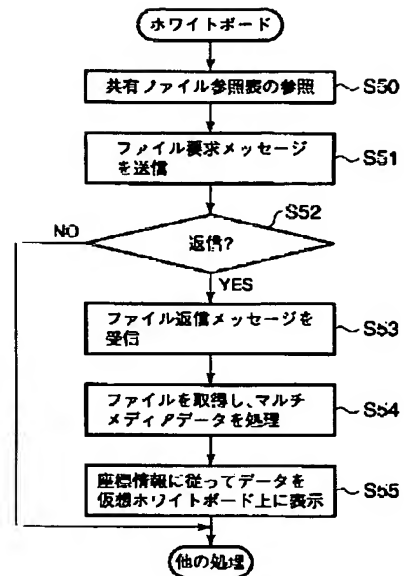 ホワイトボード
共有ファイル参照表の参照
S50
ファイル要求メッセージ
を送信
S51
S52
返信?
NO
YES
ファイル返信メッセージを
受信
S53
ファイルを取得し、マルチ
メディアデータを処理
S54
座標情報に従ってデータを
仮想ホワイトボード上に表示
S55
他の処理